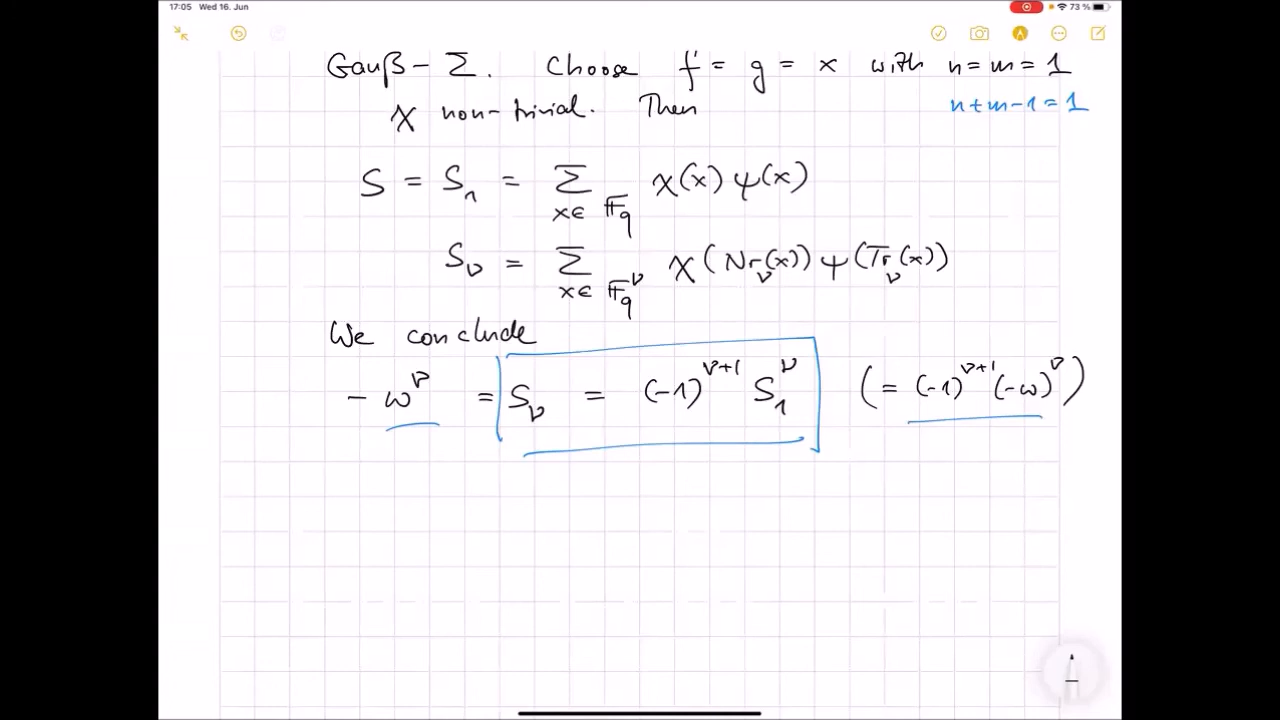 17:05 Wed 16. Jun 73 %
Gauß-Σ. Choose f = g = x with n = m = 1
χ non-trivial. Then n+m-1 = 1
S = S₁ = Σ_{x∈𝔽_q} χ(x) ψ(x)
S_ν = Σ_{x∈𝔽_q^ν} χ(Nr_ν(x)) ψ(Tr_ν(x))
We conclude
-ω^ν = S_ν = (-1)^{ν+1} S₁^ν (= (-1)^{ν+1} (-ω)^ν)